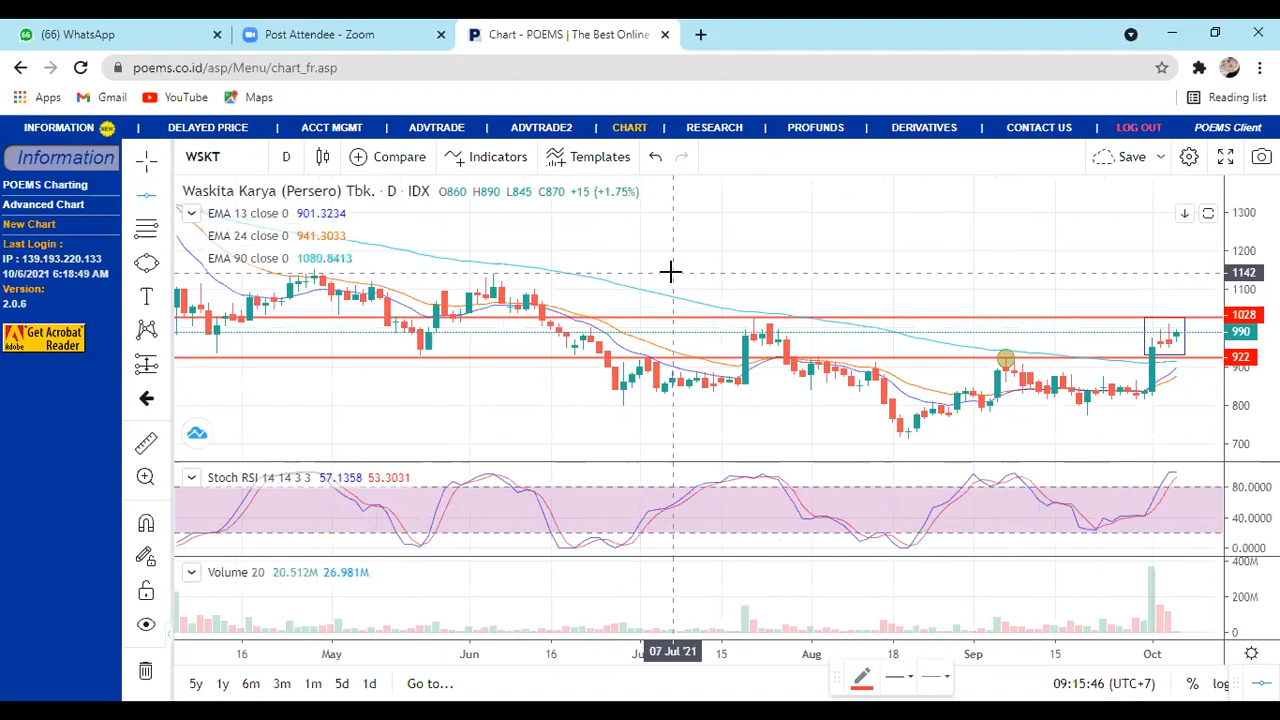 (66) WhatsApp
Post Attendee - Zoom
Chart - POEMS | The Best Online
poems.co.id/asp/Menu/chart_fr.asp
Apps Gmail YouTube Maps Reading list
INFORMATION NEW | DELAYED PRICE | ACCT MGMT | ADVTRADE | ADVTRADE2 | CHART | RESEARCH | PROFUNDS | DERIVATIVES | CONTACT US | LOG OUT POEMS Client
Information
POEMS Charting
Advanced Chart
New Chart
Last Login :
IP : 139.193.220.133
10/6/2021 6:18:49 AM
Version:
2.0.6
Get Acrobat
Reader
Adobe
WSKT D Compare Indicators Templates Save
Waskita Karya (Persero) Tbk. · D · IDX O860 H890 L845 C870 +15 (+1.75%)
EMA 13 close 0 901.3234
EMA 24 close 0 941.3033
EMA 90 close 0 1080.8413
1300
1200
1142
1100
1028
990
922
900
800
700
Stoch RSI 14 14 3 3 57.1358 53.3031
80.0000
40.0000
0.0000
Volume 20 20.512M 26.981M
400M
200M
0
16 May Jun 16 07 Jul '21 15 Aug 18 Sep 15 Oct
5y 1y 6m 3m 1m 5d 1d Go to... 09:15:46 (UTC+7) % log